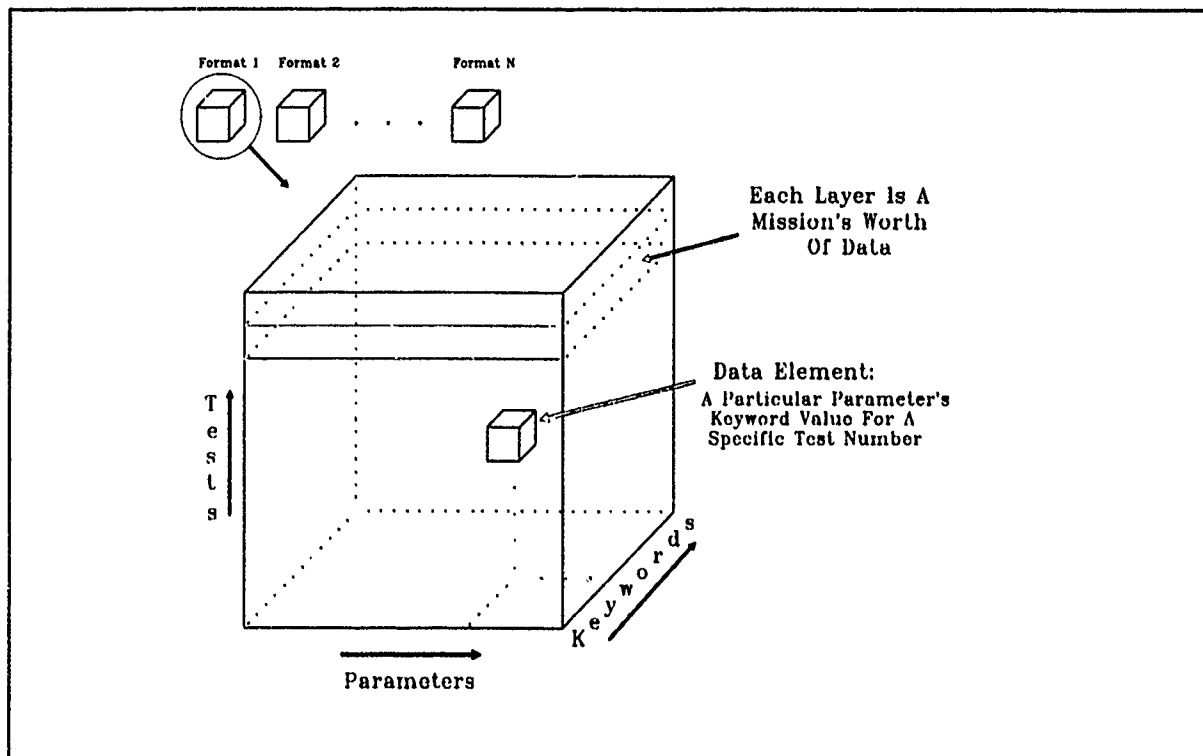 Format 1 Format 2 Format N
Each Layer Is A
Mission's Worth
Of Data
Data Element:
A Particular Parameter's
Keyword Value For A
Specific Test Number
Tests
Keywords
Parameters